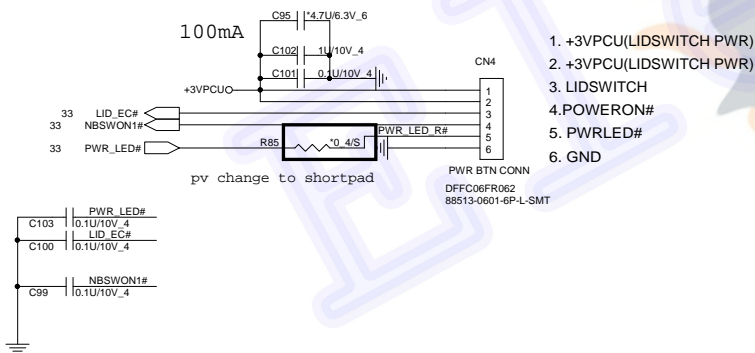 C95 *4.7U/6.3V_6
100mA
C102 1U/10V_4
C101 0.1U/10V_4
+3VPCU
CN4
1
2
3
4
5
6
33 LID_EC#
33 NBSWON1#
33 PWR_LED#
R85 *0_4/S PWR_LED_R#
pv change to shortpad
PWR BTN CONN
DFFC06FR062
88513-0601-6P-L-SMT
1. +3VPCU(LIDSWITCH PWR)
2. +3VPCU(LIDSWITCH PWR)
3. LIDSWITCH
4.POWERON#
5. PWRLED#
6. GND
PWR_LED#
C103 0.1U/10V_4
LID_EC#
C100 0.1U/10V_4
NBSWON1#
C99 0.1U/10V_4